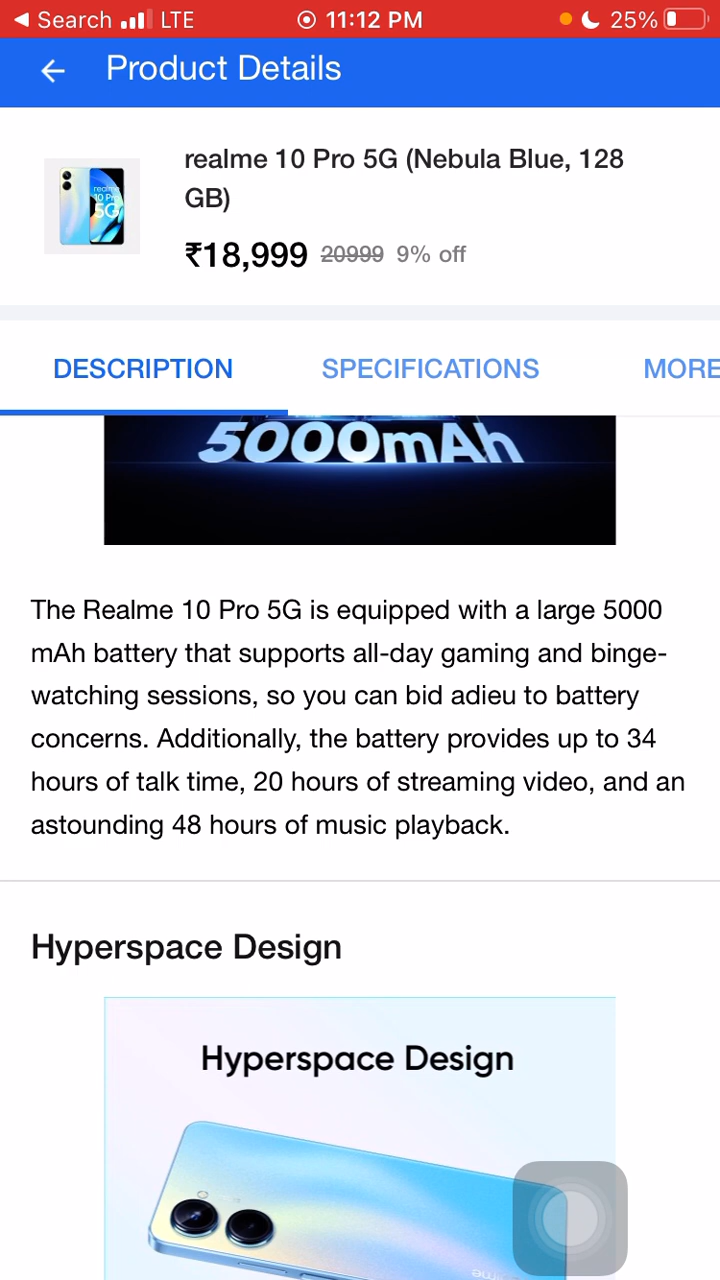 Search LTE 11:12 PM 25%
Product Details
realme 10 Pro 5G (Nebula Blue, 128
GB)
₹18,999 20999 9% off
DESCRIPTION SPECIFICATIONS MORE
5000mAh
The Realme 10 Pro 5G is equipped with a large 5000
mAh battery that supports all-day gaming and binge-
watching sessions, so you can bid adieu to battery
concerns. Additionally, the battery provides up to 34
hours of talk time, 20 hours of streaming video, and an
astounding 48 hours of music playback.
Hyperspace Design
Hyperspace Design